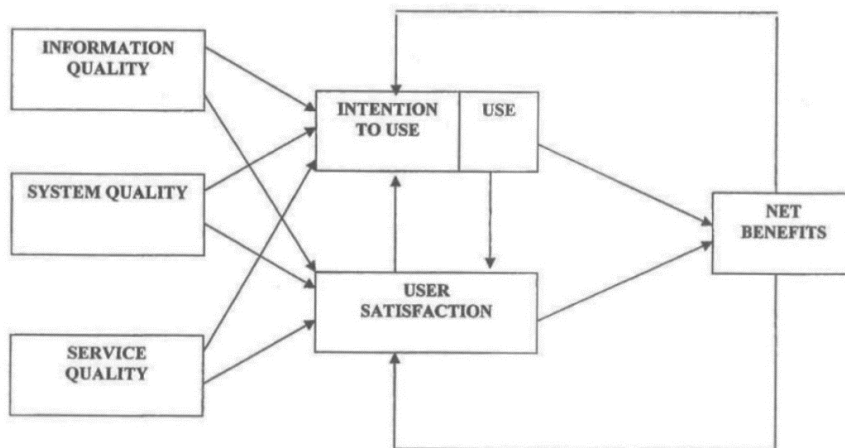 INFORMATION
QUALITY
SYSTEM QUALITY
SERVICE
QUALITY
INTENTION
TO USE
USE
USER
SATISFACTION
NET
BENEFITS